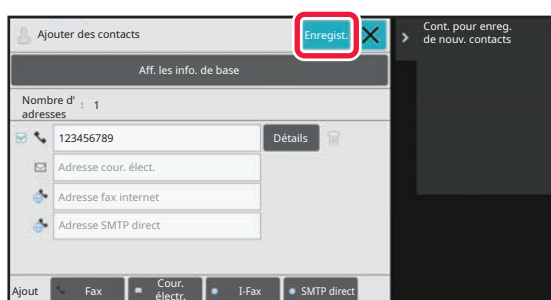 Ajouter des contacts
Enregist.
Cont. pour enreg.
de nouv. contacts
Aff. les info. de base
Nombre d'
adresses : 1
123456789
Détails
Adresse cour. élect.
Adresse fax internet
Adresse SMTP direct
Ajout
Fax
Cour.
électr.
I-Fax
SMTP direct